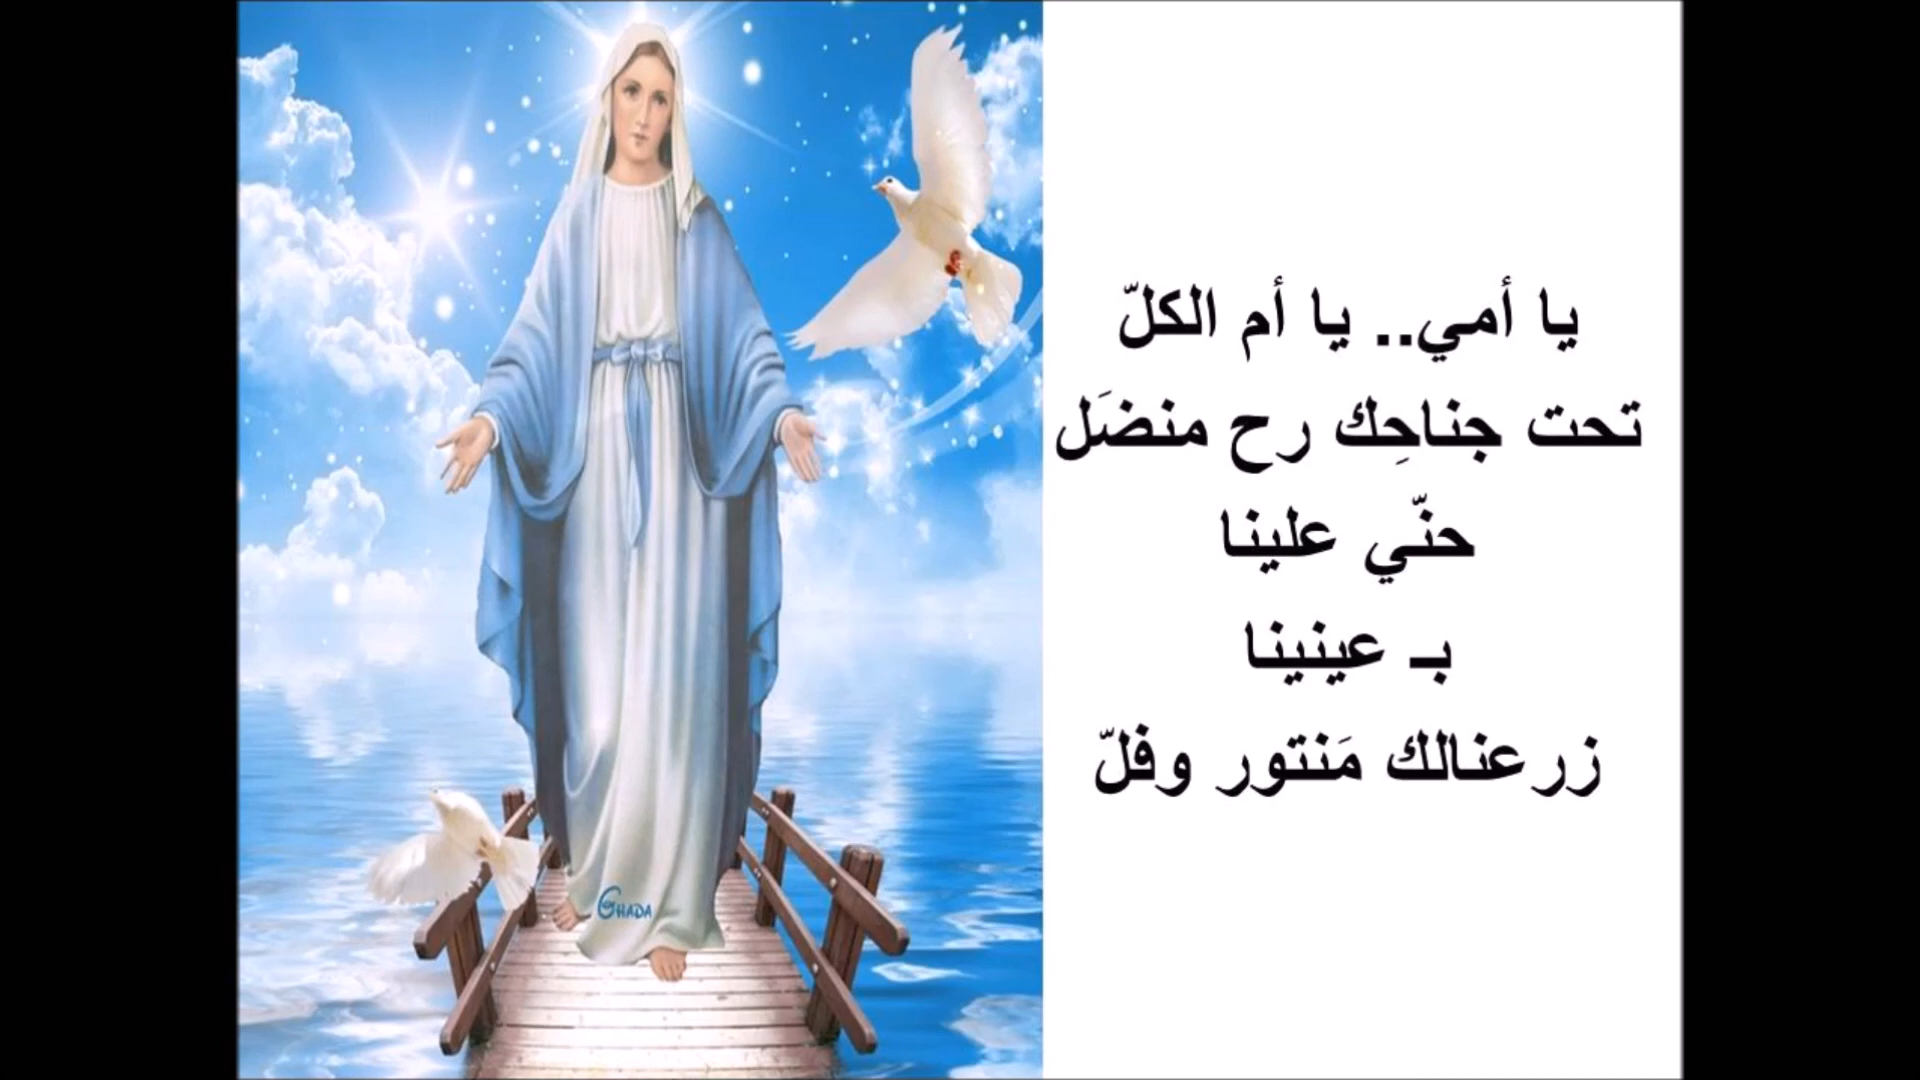 يا أمي.. يا أم الكلّ
تحت جناحِك رح منضَل
حنّي علينا
بـ عينينا
زرعنالك مَنتور وفلّ
GHADA